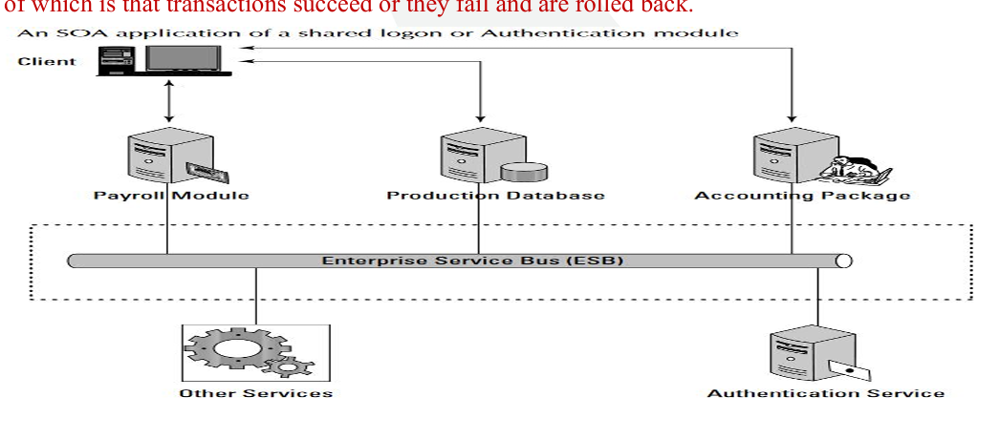 of which is that transactions succeed or they fail and are rolled back.
An SOA application of a shared logon or Authentication module
Client
Payroll Module
Production Database
Accounting Package
Enterprise Service Bus (ESB)
Other Services
Authentication Service